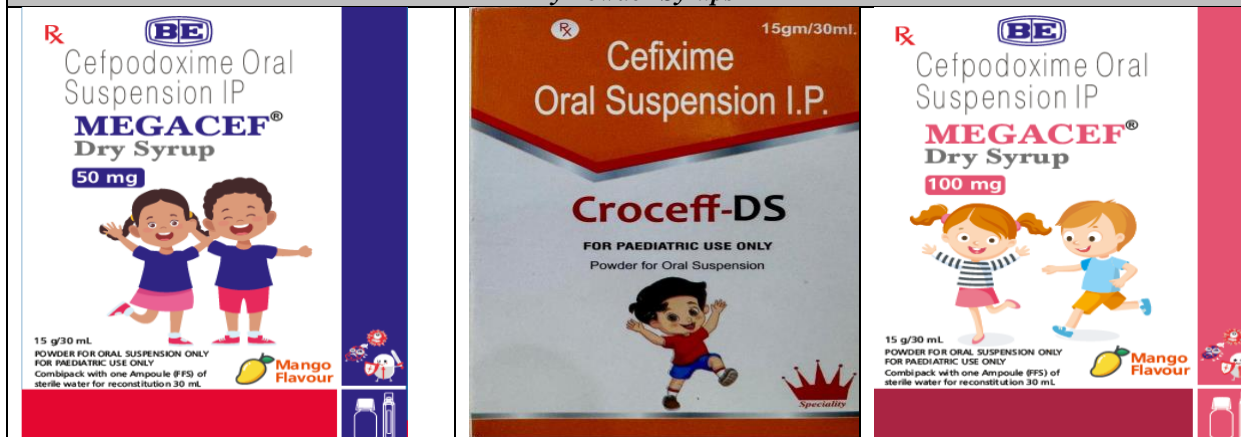 Rx
BE
Cefpodoxime Oral
Suspension IP
MEGACEF®
Dry Syrup
50 mg
15 g/30 mL
POWDER FOR ORAL SUSPENSION ONLY
FOR PAEDIATRIC USE ONLY
Combipack with one Ampoule (FFS) of
sterile water for reconstitution 30 mL
Mango
Flavour
Rx
15gm/30ml.
Cefixime
Oral Suspension I.P.
Croceff-DS
FOR PAEDIATRIC USE ONLY
Powder for Oral Suspension
Speciality
Rx
BE
Cefpodoxime Oral
Suspension IP
MEGACEF®
Dry Syrup
100 mg
15 g/30 mL
POWDER FOR ORAL SUSPENSION ONLY
FOR PAEDIATRIC USE ONLY
Combipack with one Ampoule (FFS) of
sterile water for reconstitution 30 mL
Mango
Flavour